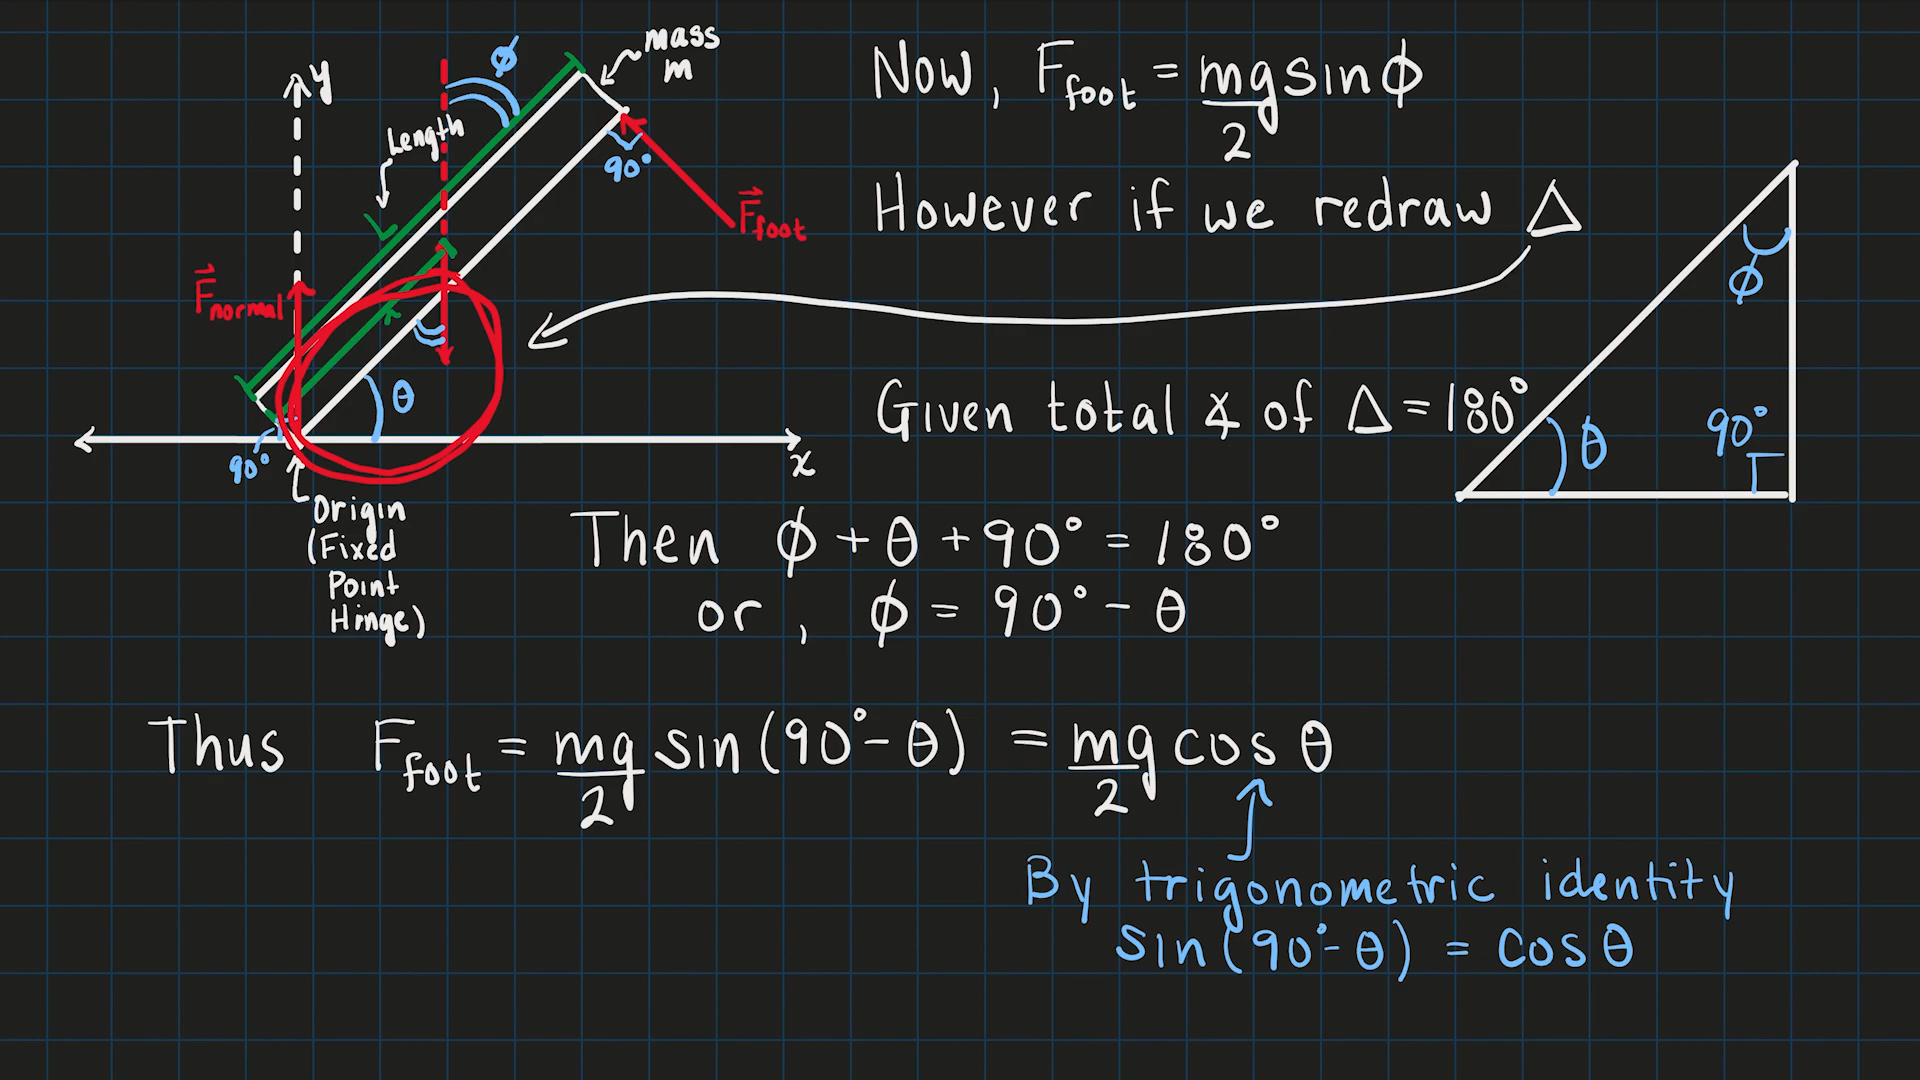 y
ϕ
mass
m
Length
L
90°
F⃗foot
F⃗normal
θ
90°
x
Origin
(Fixed
Point
Hinge)
Now, Ffoot = mg/2 sinϕ
However if we redraw △
Given total ∡ of △ = 180°
ϕ
θ
90°
Then ϕ + θ + 90° = 180°
or, ϕ = 90° - θ
Thus Ffoot = mg/2 sin(90° - θ) = mg/2 cos θ
By trigonometric identity
sin(90° - θ) = cosθ